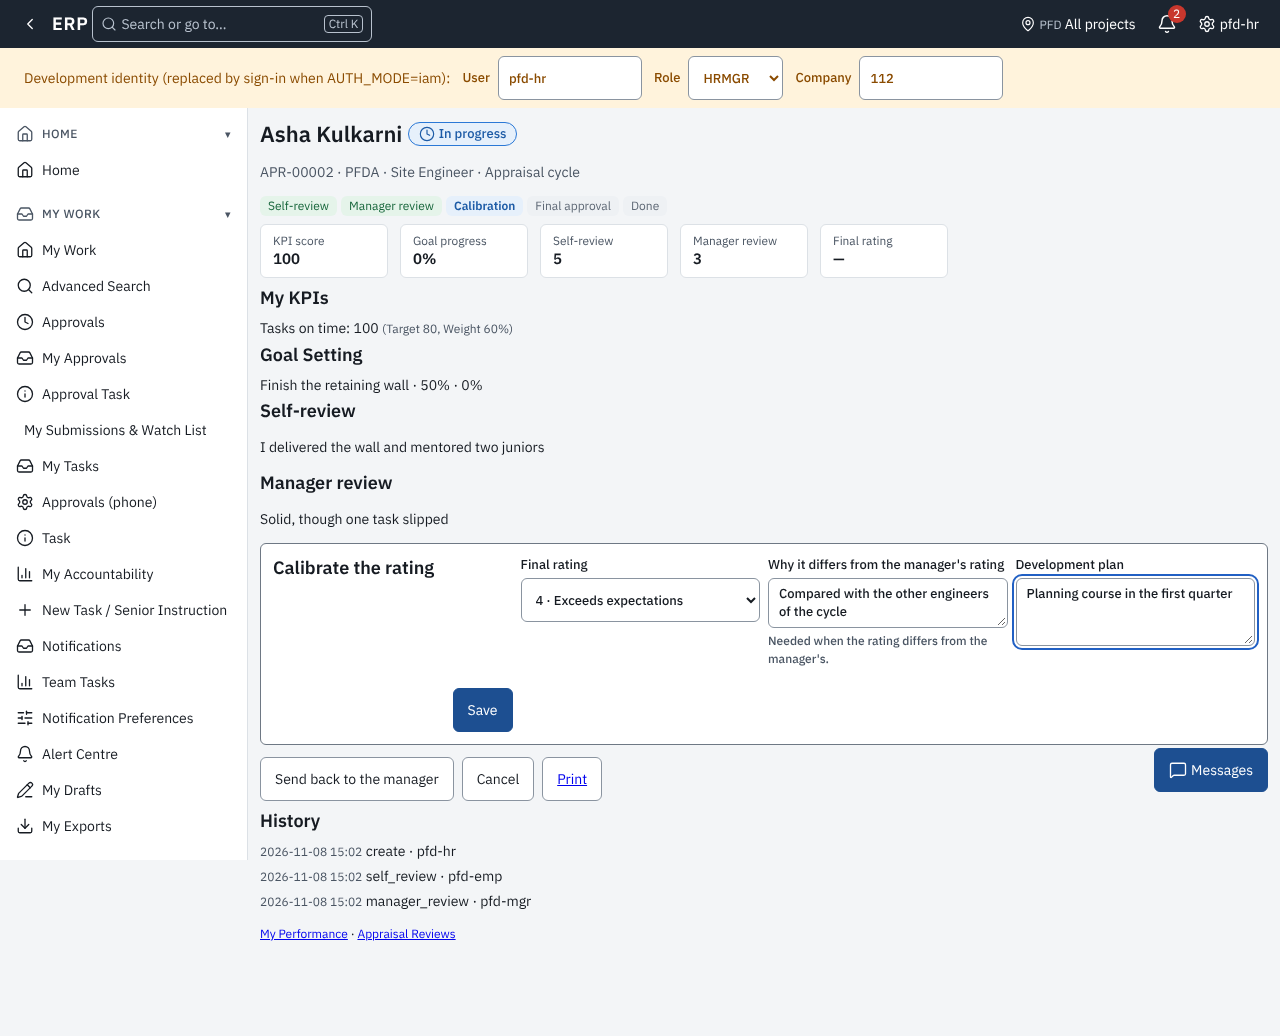 ERP
Search or go to...
Ctrl K
PFD All projects
2
pfd-hr
Development identity (replaced by sign-in when AUTH_MODE=iam):
User
pfd-hr
Role
HRMGR
Company
112
HOME
Home
MY WORK
My Work
Advanced Search
Approvals
My Approvals
Approval Task
My Submissions & Watch List
My Tasks
Approvals (phone)
Task
My Accountability
New Task / Senior Instruction
Notifications
Team Tasks
Notification Preferences
Alert Centre
My Drafts
My Exports
Asha Kulkarni
In progress
APR-00002 · PFDA · Site Engineer · Appraisal cycle
Self-review
Manager review
Calibration
Final approval
Done
KPI score
100
Goal progress
0%
Self-review
5
Manager review
3
Final rating
—
My KPIs
Tasks on time: 100 (Target 80, Weight 60%)
Goal Setting
Finish the retaining wall · 50% · 0%
Self-review
I delivered the wall and mentored two juniors
Manager review
Solid, though one task slipped
Calibrate the rating
Final rating
4 · Exceeds expectations
Why it differs from the manager's rating
Compared with the other engineers
of the cycle
Needed when the rating differs from the
manager's.
Development plan
Planning course in the first quarter
Save
Send back to the manager
Cancel
Print
Messages
History
2026-11-08 15:02 create · pfd-hr
2026-11-08 15:02 self_review · pfd-emp
2026-11-08 15:02 manager_review · pfd-mgr
My Performance · Appraisal Reviews